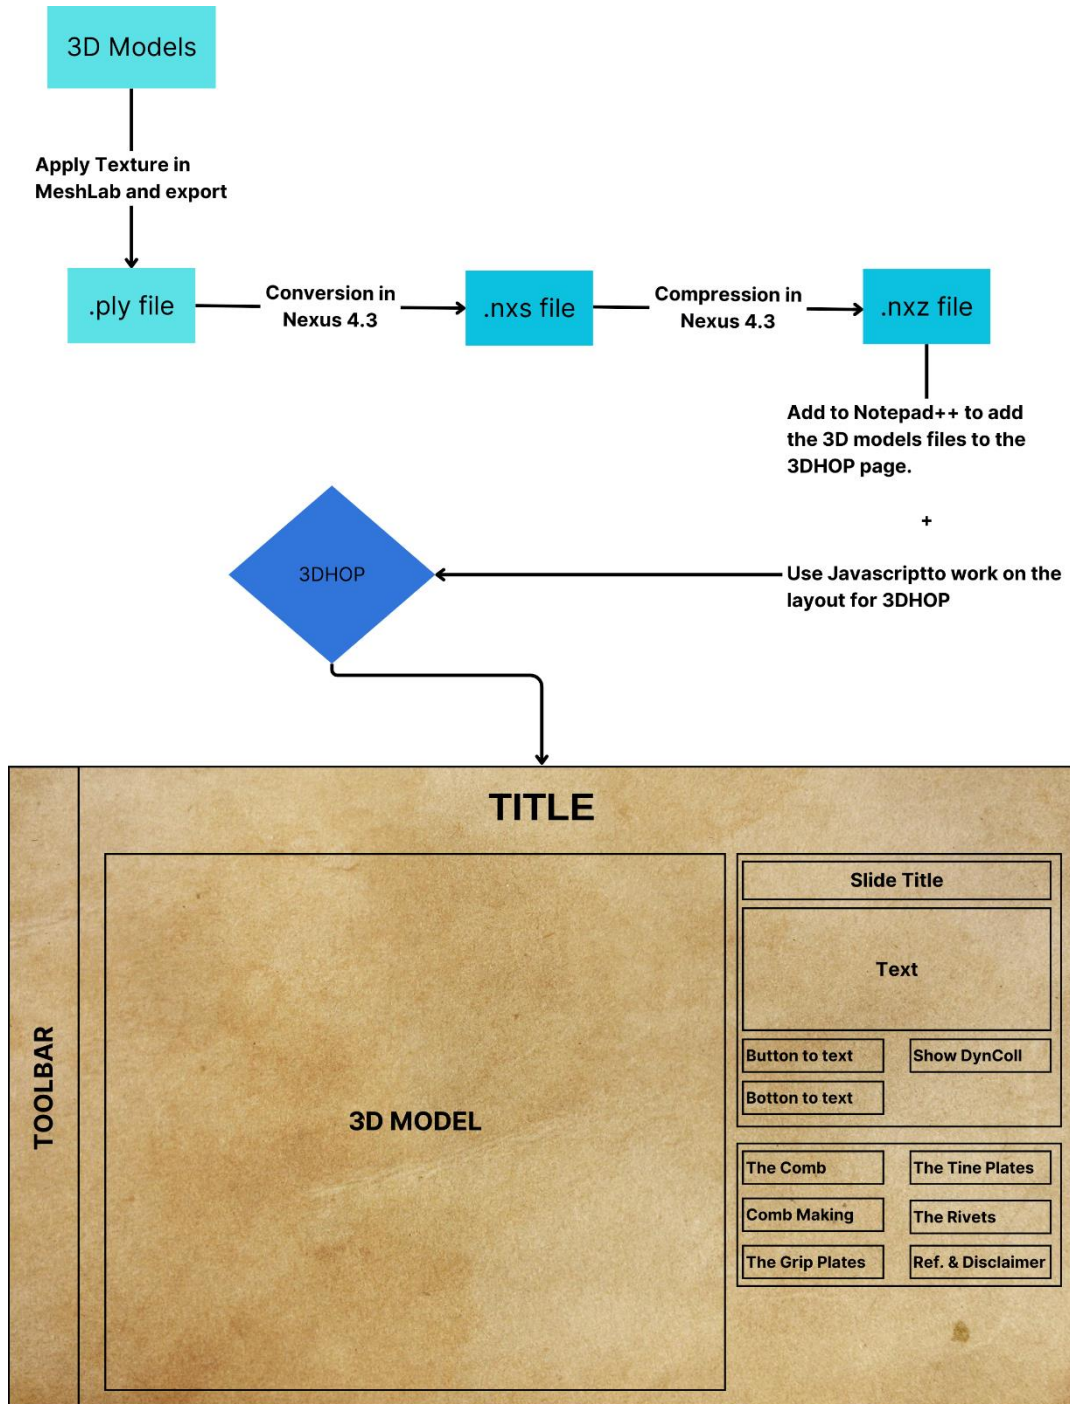 3D Models
Apply Texture in
MeshLab and export
.ply file
Conversion in
Nexus 4.3
.nxs file
Compression in
Nexus 4.3
.nxz file
Add to Notepad++ to add
the 3D models files to the
3DHOP page.
+
Use Javascriptto work on the
layout for 3DHOP
3DHOP
TITLE
TOOLBAR
3D MODEL
Slide Title
Text
Button to text
Show DynColl
Botton to text
The Comb
The Tine Plates
Comb Making
The Rivets
The Grip Plates
Ref. & Disclaimer